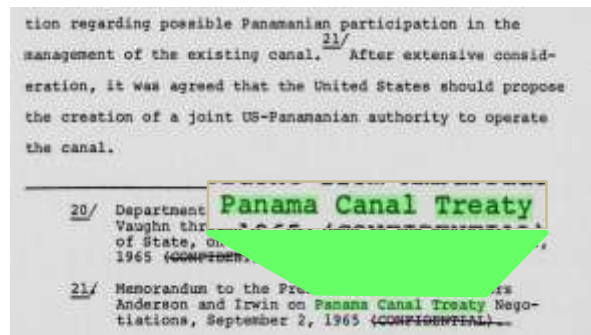 tion regarding possible Panamanian participation in the
management of the existing canal. 21/ After extensive consid-
eration, it was agreed that the United States should propose
the creation of a joint US-Panamanian authority to operate
the canal.
20/ Department
Panama Canal Treaty
Vaughn
of State,
1965 (CONFIDEN
21/ Memorandum to the
Anderson and Irwin on Panama Canal Treaty Nego-
tiations, September 2, 1965 (CONFIDENTIAL).